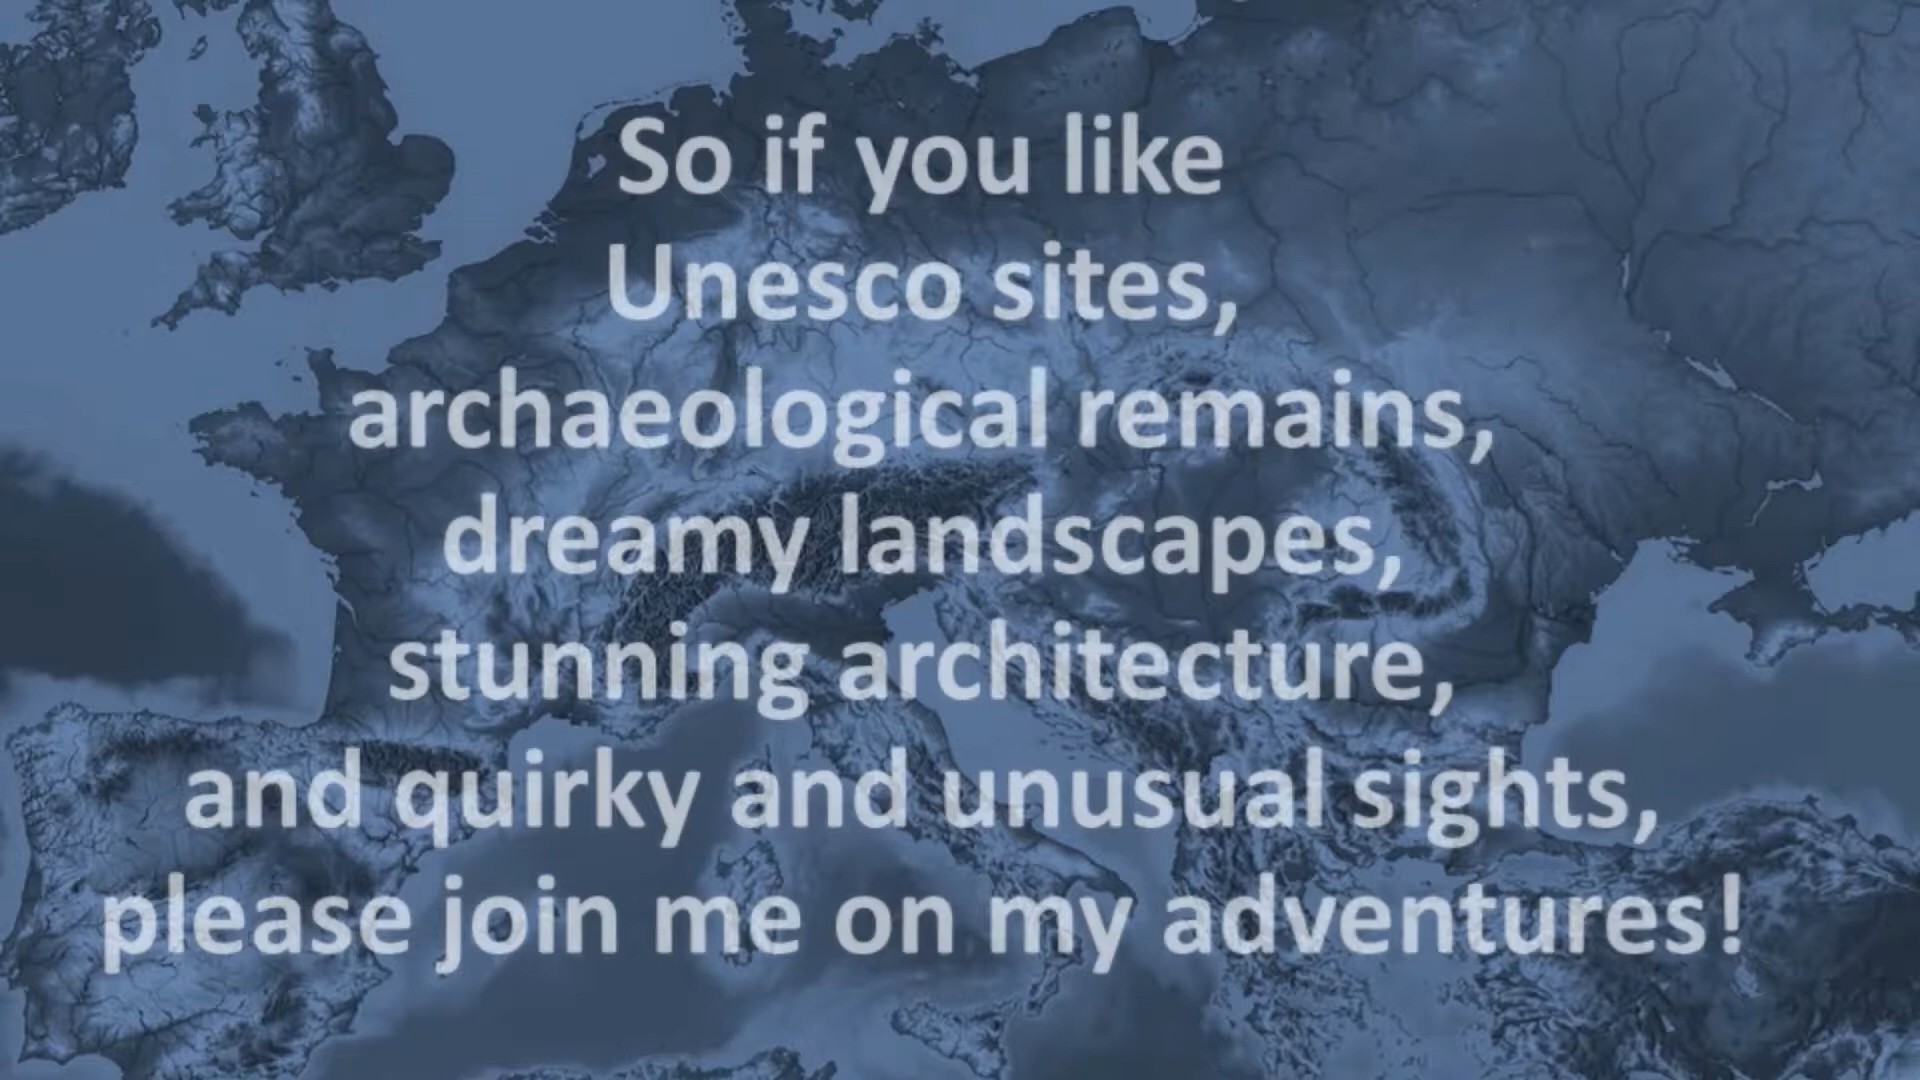 So if you like
Unesco sites,
archaeological remains,
dreamy landscapes,
stunning architecture,
and quirky and unusual sights,
please join me on my adventures!